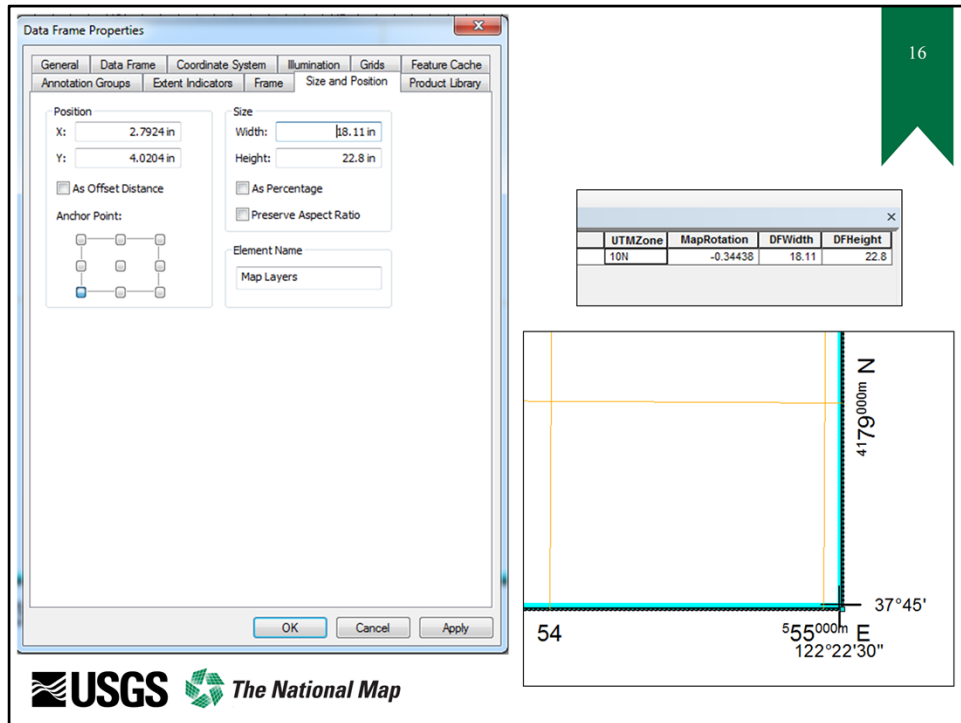 Data Frame Properties
General Data Frame Coordinate System Illumination Grids Feature Cache
Annotation Groups Extent Indicators Frame Size and Position Product Library
Position
X: 2.7924 in
Y: 4.0204 in
As Offset Distance
Anchor Point:
Size
Width: 18.11 in
Height: 22.8 in
As Percentage
Preserve Aspect Ratio
Element Name
Map Layers
OK Cancel Apply
16
UTMZone MapRotation DFWidth DFHeight
10N -0.34438 18.11 22.8
⁴¹79⁰⁰⁰ᵐ N
37°45'
54 ⁵55⁰⁰⁰ᵐ E
122°22'30"
USGS The National Map